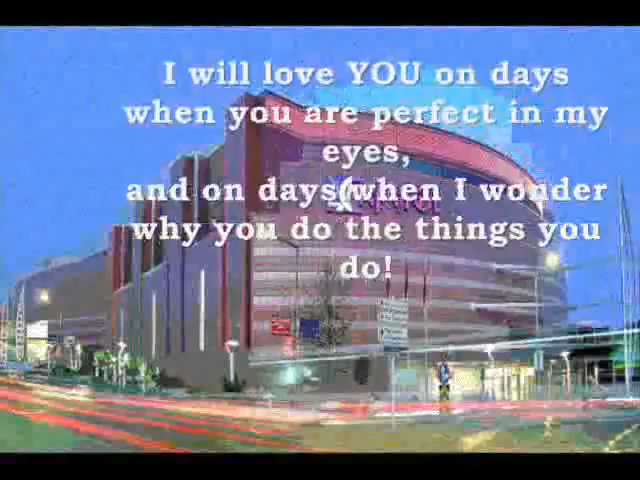 I will love YOU on days
when you are perfect in my
eyes,
and on days when I wonder
why you do the things you
do!